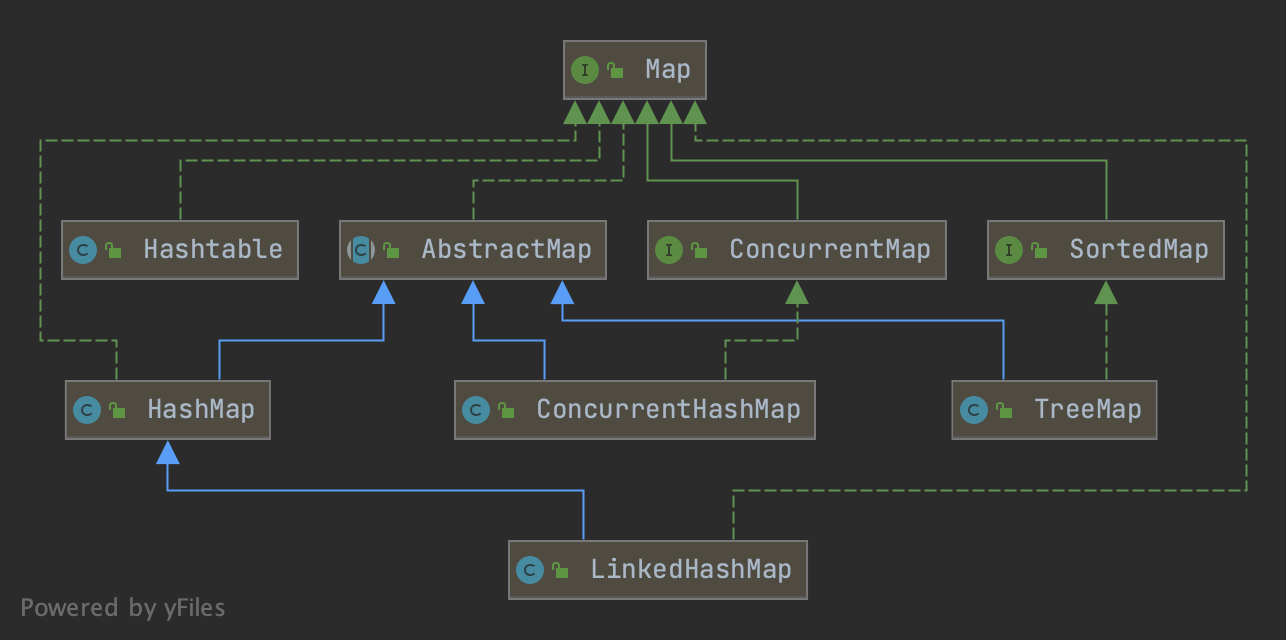 I Map
C Hashtable
C AbstractMap
I ConcurrentMap
I SortedMap
C HashMap
C ConcurrentHashMap
C TreeMap
C LinkedHashMap
Powered by yFiles